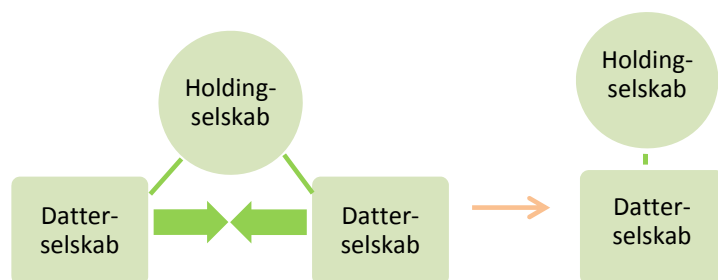 Holding-
selskab
Datter-
selskab
Datter-
selskab
Holding-
selskab
Datter-
selskab